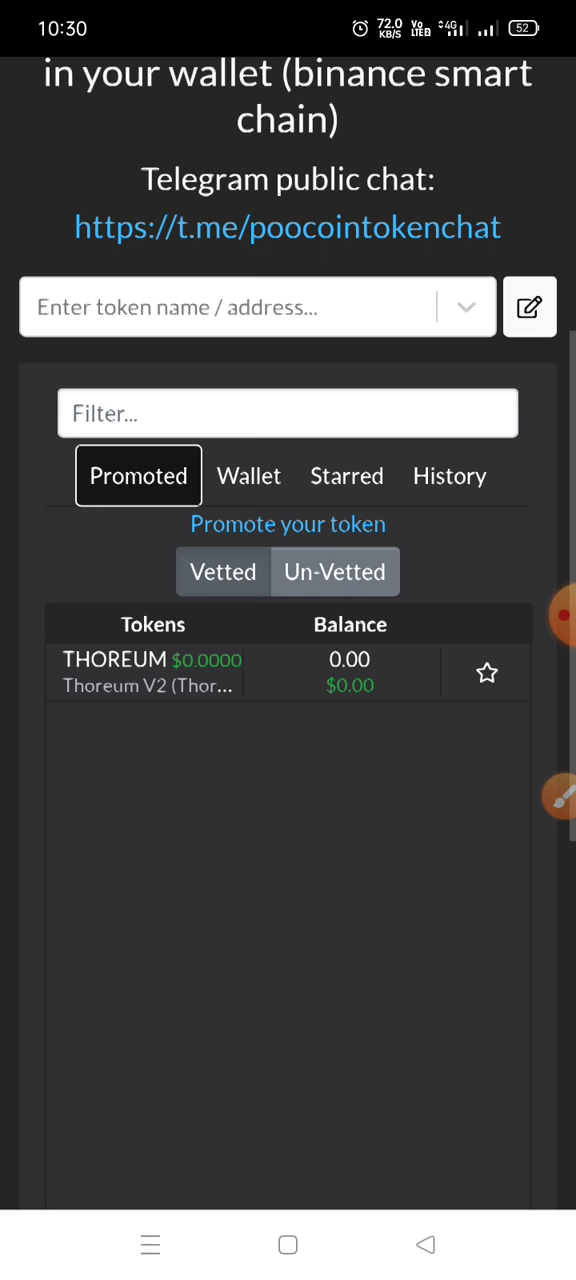 10:30
72.0 KB/S
4G
52
in your wallet (binance smart
chain)
Telegram public chat:
https://t.me/poocointokenchat
Enter token name / address...
Filter...
Promoted Wallet Starred History
Promote your token
Vetted Un-Vetted
Tokens Balance
THOREUM $0.0000 0.00
Thoreum V2 (Thor... $0.00